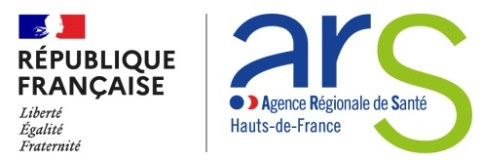 RÉPUBLIQUE
FRANÇAISE
Liberté
Égalité
Fraternité
ars
Agence Régionale de Santé
Hauts-de-France